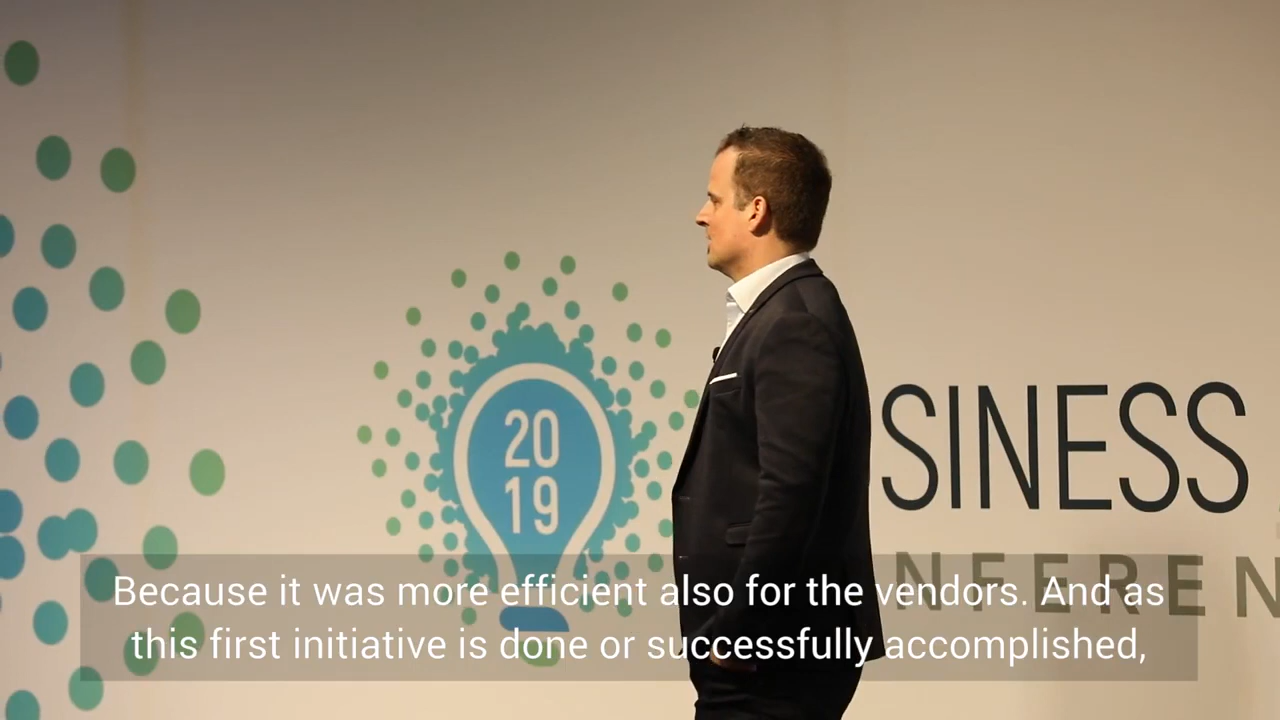 20
19
SINESS
NFEREN
Because it was more efficient also for the vendors. And as
this first initiative is done or successfully accomplished,